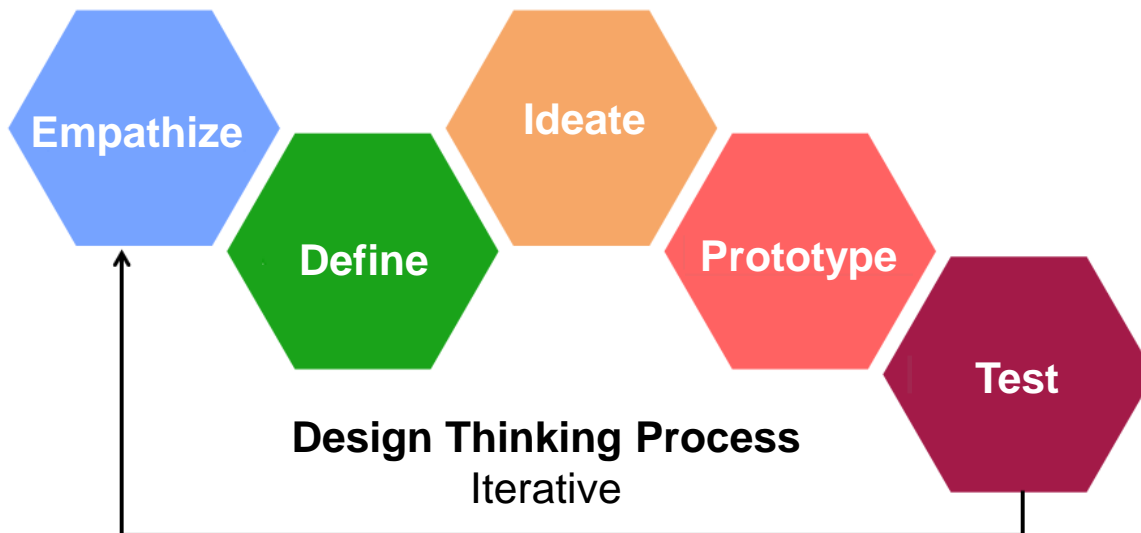 Empathize
Define
Ideate
Prototype
Test
Design Thinking Process
Iterative